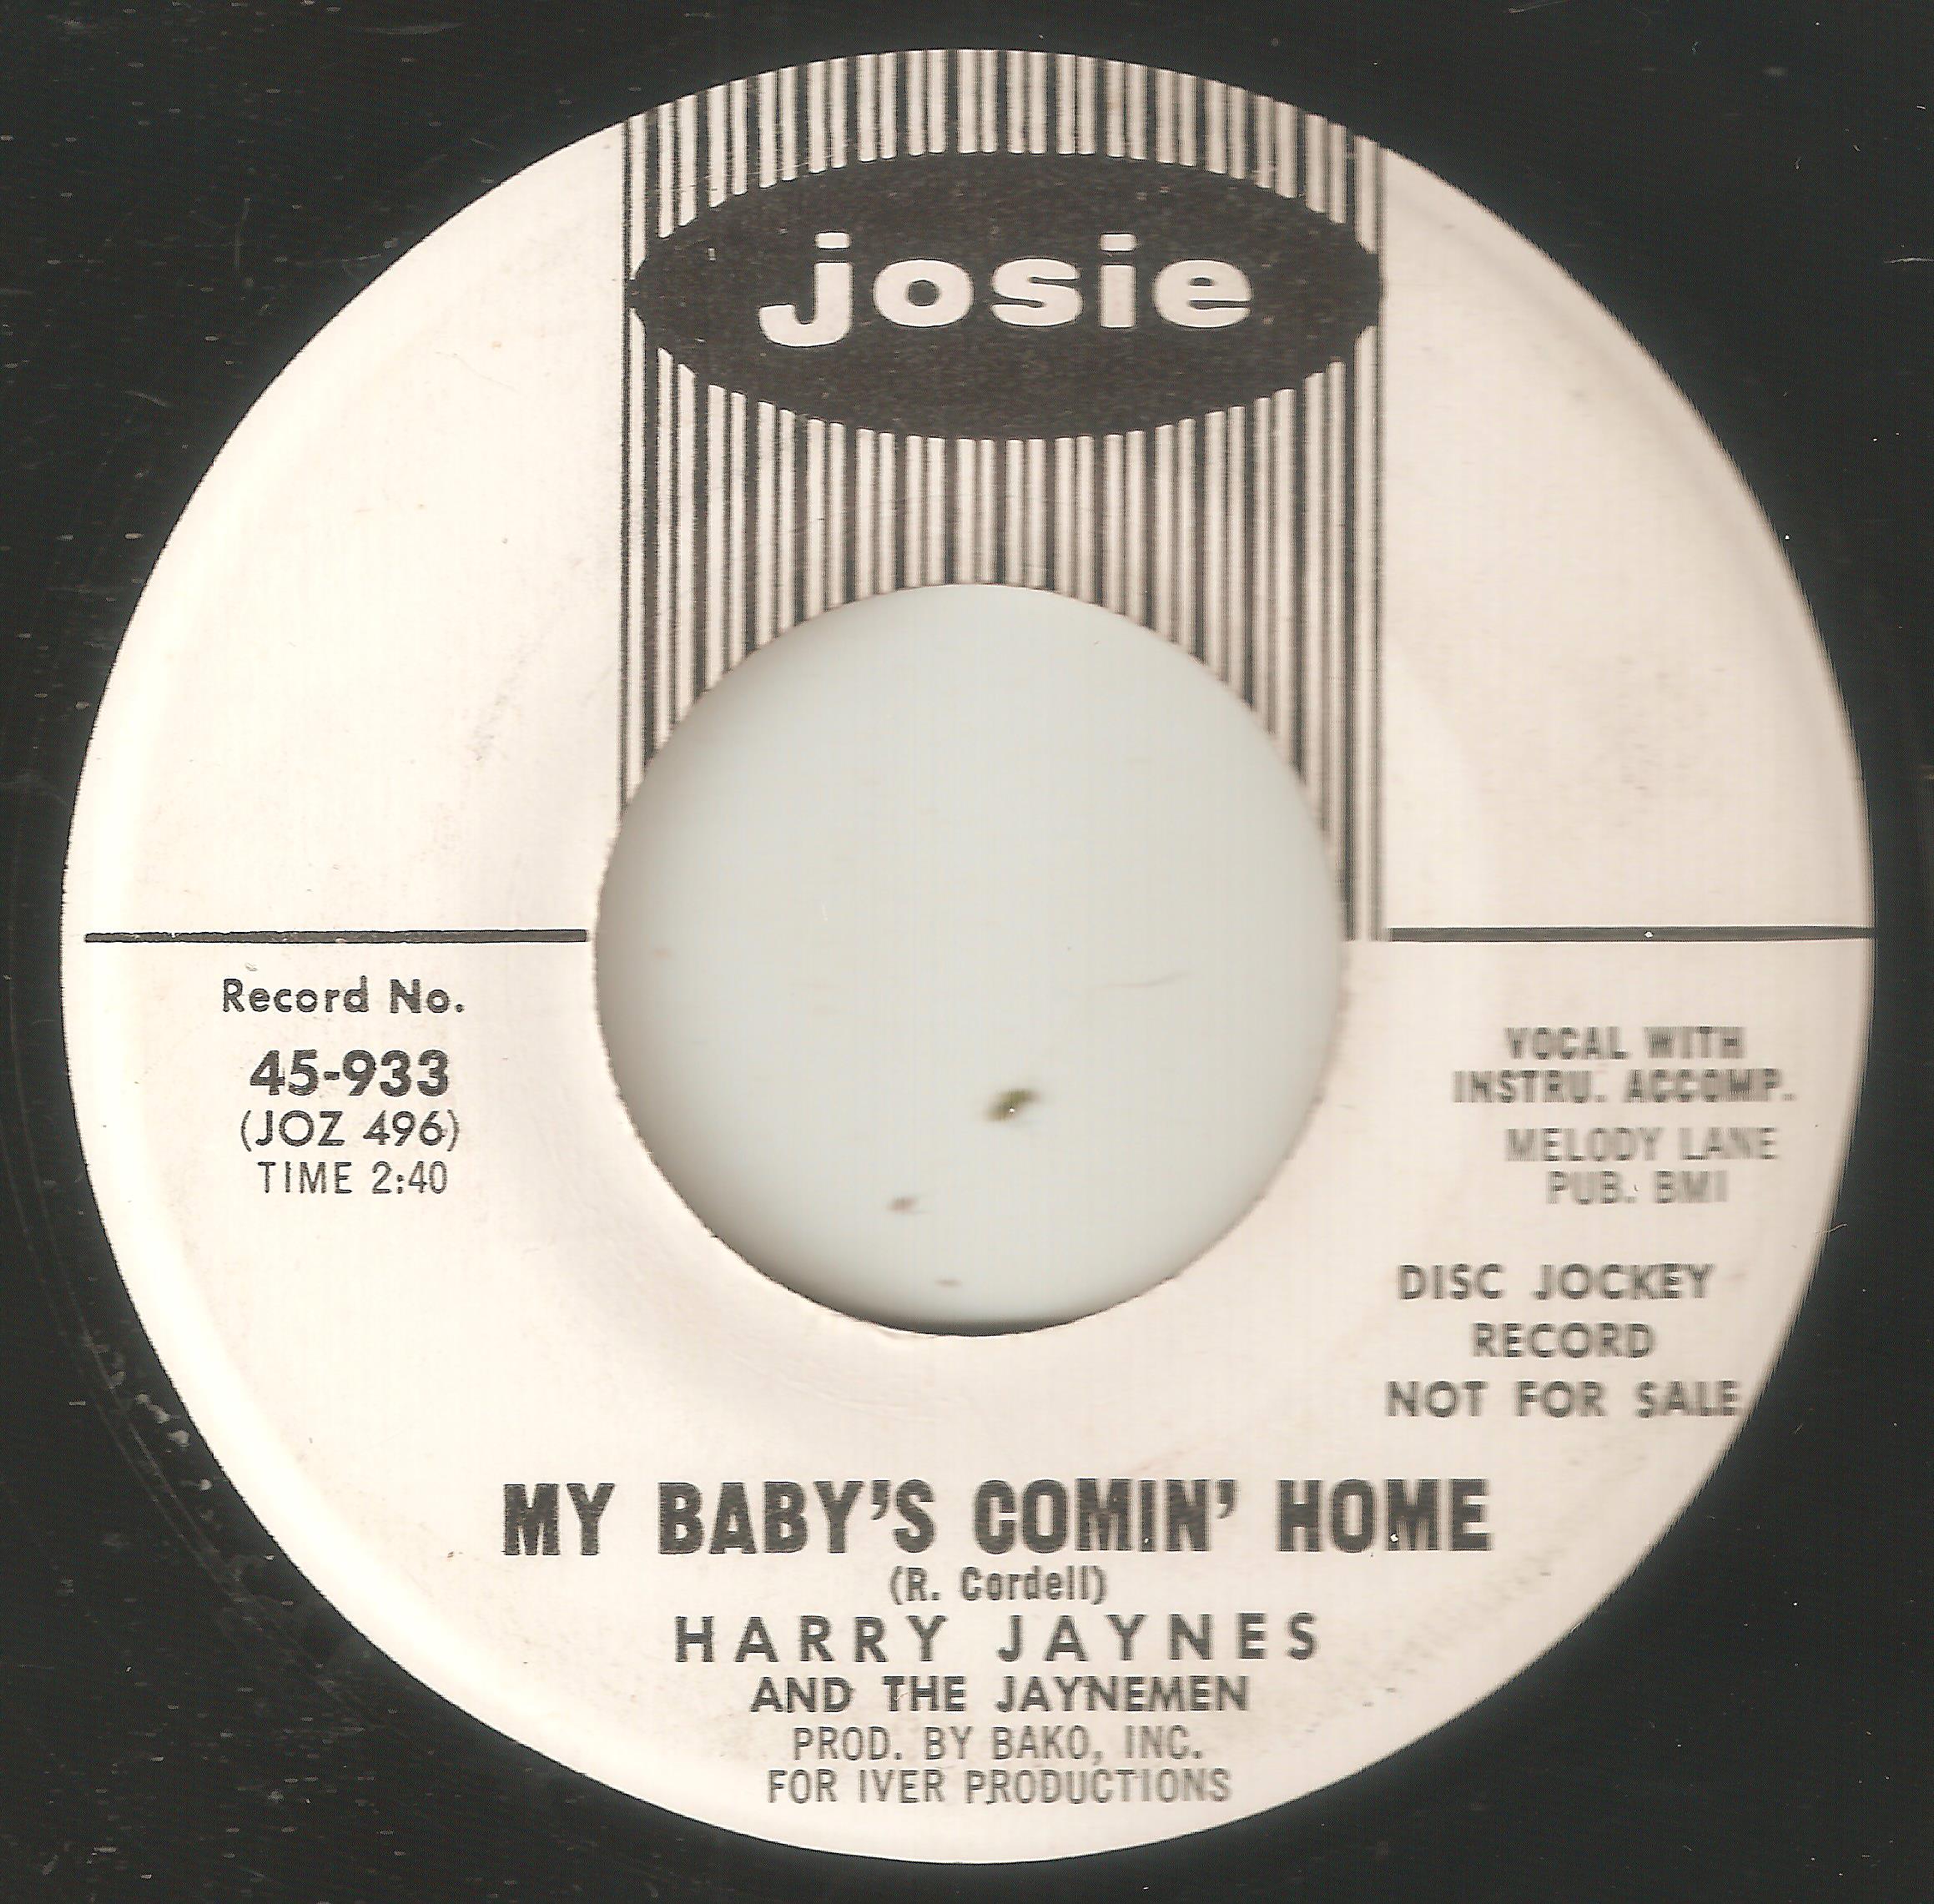 josie
Record No.
45-933
(JOZ 496)
TIME 2:40
VOCAL WITH
INSTRU. ACCOMP.
MELODY LANE
PUB. BMI
DISC JOCKEY
RECORD
NOT FOR SALE
MY BABY'S COMIN' HOME
(R. Cordell)
HARRY JAYNES
AND THE JAYNEMEN
PROD. BY BAKO, INC.
FOR IVER PRODUCTIONS